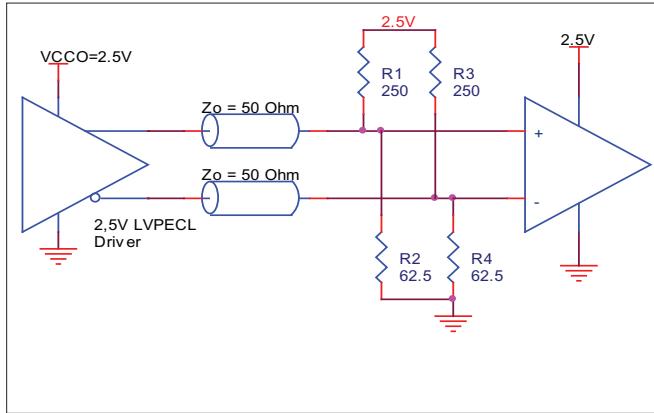 2.5V
VCCO=2.5V
2.5V
R1
250
R3
250
Zo = 50 Ohm
+
Zo = 50 Ohm
-
2,5V LVPECL
Driver
R2
62.5
R4
62.5